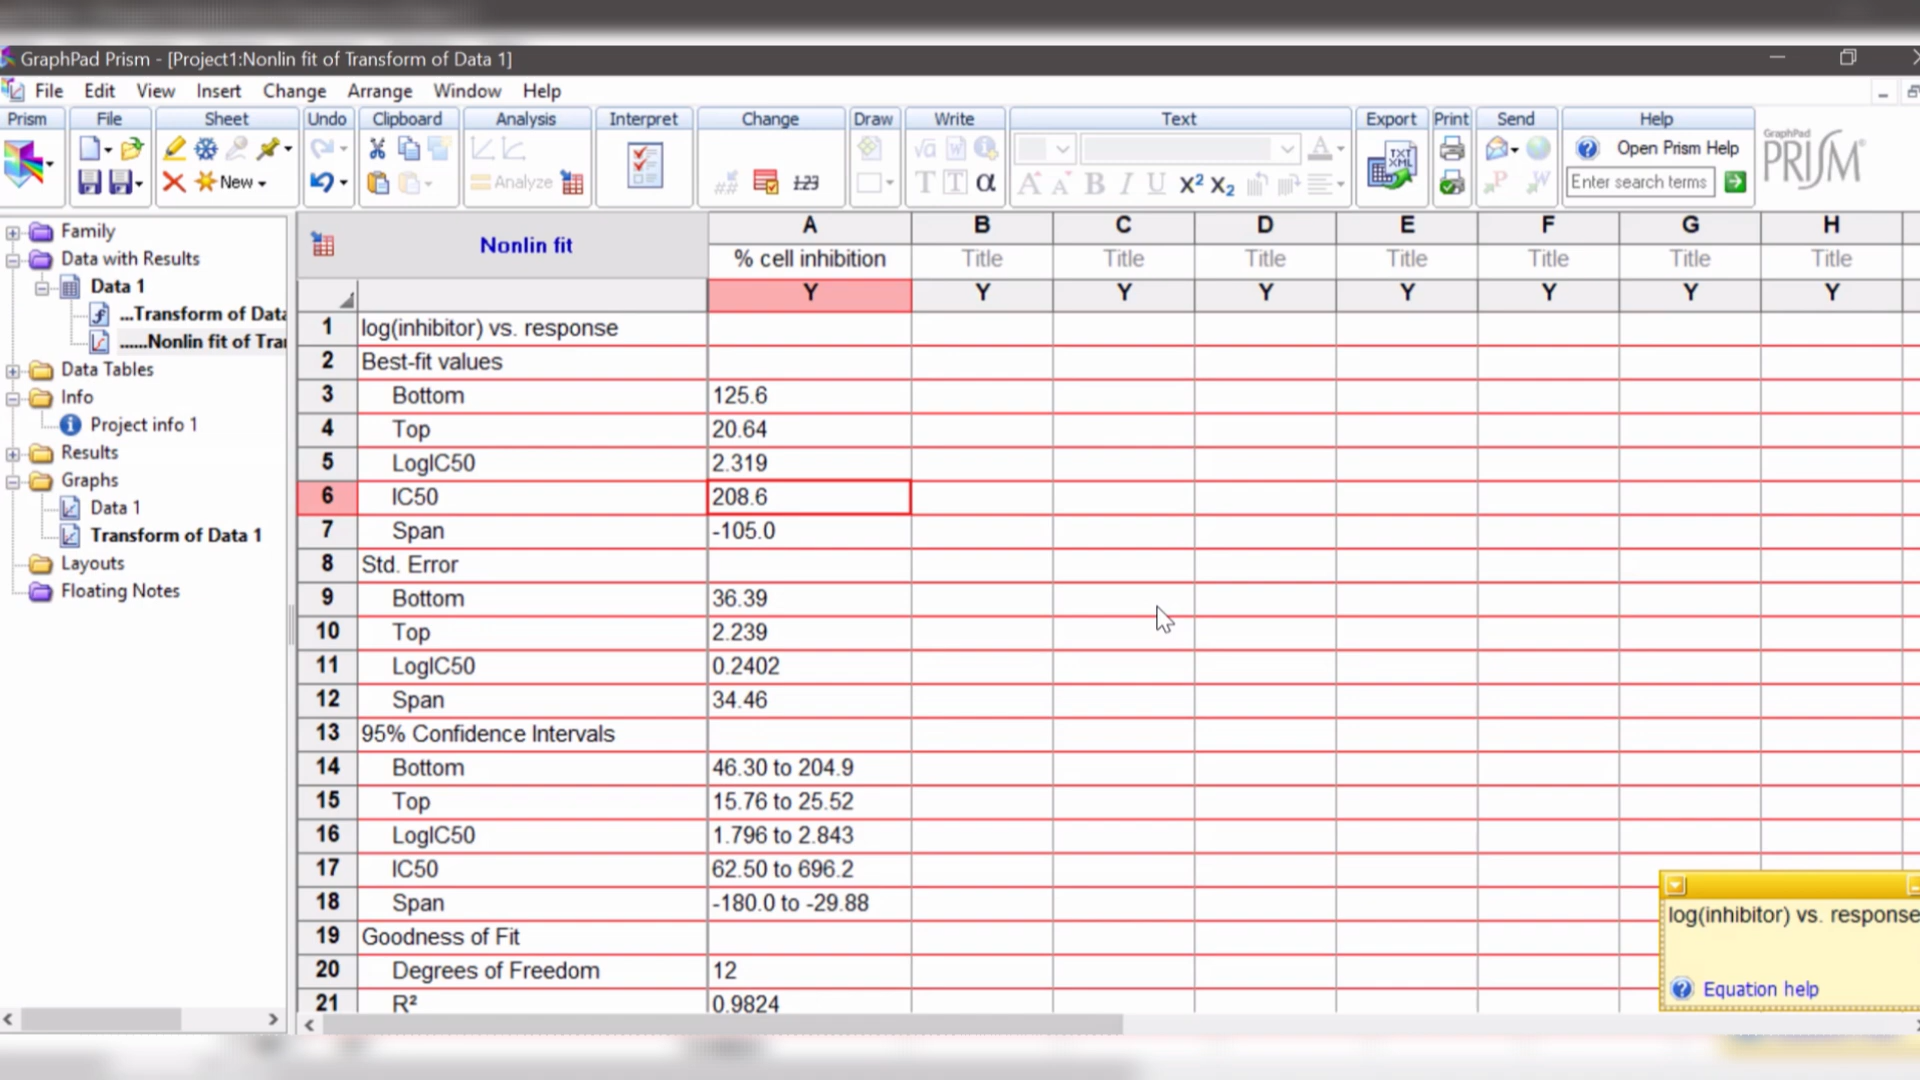 GraphPad Prism - [Project1:Nonlin fit of Transform of Data 1]
File Edit View Insert Change Arrange Window Help
Prism File Sheet Undo Clipboard Analysis Interpret Change Draw Write Text Export Print Send Help
Open Prism Help
GraphPad
PRISM
New
Analyze
Enter search terms
Family
Data with Results
Data 1
...Transform of Data
......Nonlin fit of Tra
Data Tables
Info
Project info 1
Results
Graphs
Data 1
Transform of Data 1
Layouts
Floating Notes
Nonlin fit
A B C D E F G H
% cell inhibition Title Title Title Title Title Title Title
Y Y Y Y Y Y Y Y
1 log(inhibitor) vs. response
2 Best-fit values
3 Bottom 125.6
4 Top 20.64
5 LogIC50 2.319
6 IC50 208.6
7 Span -105.0
8 Std. Error
9 Bottom 36.39
10 Top 2.239
11 LogIC50 0.2402
12 Span 34.46
13 95% Confidence Intervals
14 Bottom 46.30 to 204.9
15 Top 15.76 to 25.52
16 LogIC50 1.796 to 2.843
17 IC50 62.50 to 696.2
18 Span -180.0 to -29.88
19 Goodness of Fit
20 Degrees of Freedom 12
21 R² 0.9824
log(inhibitor) vs. response
Equation help